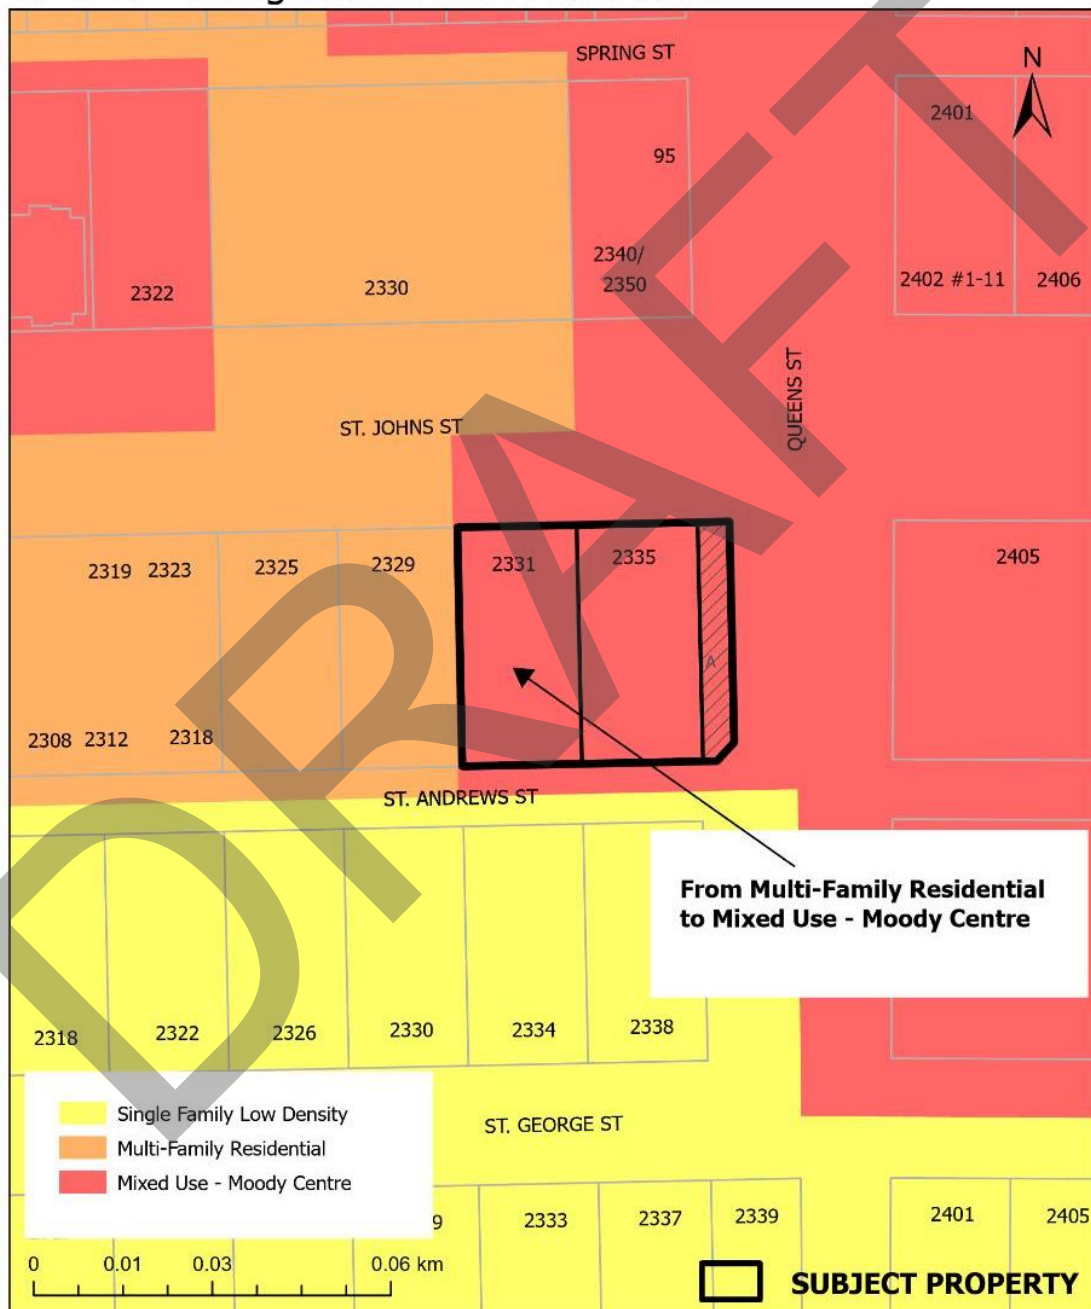 SPRING ST
N
2401
95
2340/
2350
2402 #1-11
2406
2322
2330
QUEENS ST
ST. JOHNS ST
2319 2323
2325
2329
2331
2335
2405
A
2308 2312
2318
ST. ANDREWS ST
From Multi-Family Residential
to Mixed Use - Moody Centre
2318
2322
2326
2330
2334
2338
Single Family Low Density
Multi-Family Residential
Mixed Use - Moody Centre
ST. GEORGE ST
9
2333
2337
2339
2401
2405
0 0.01 0.03 0.06 km
SUBJECT PROPERTY
DRAFT